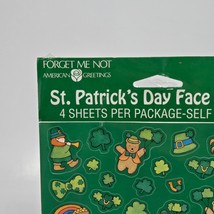 FORGET ME NOT
AMERICAN GREETINGS
St. Patrick's Day Face
4 SHEETS PER PACKAGE-SELF